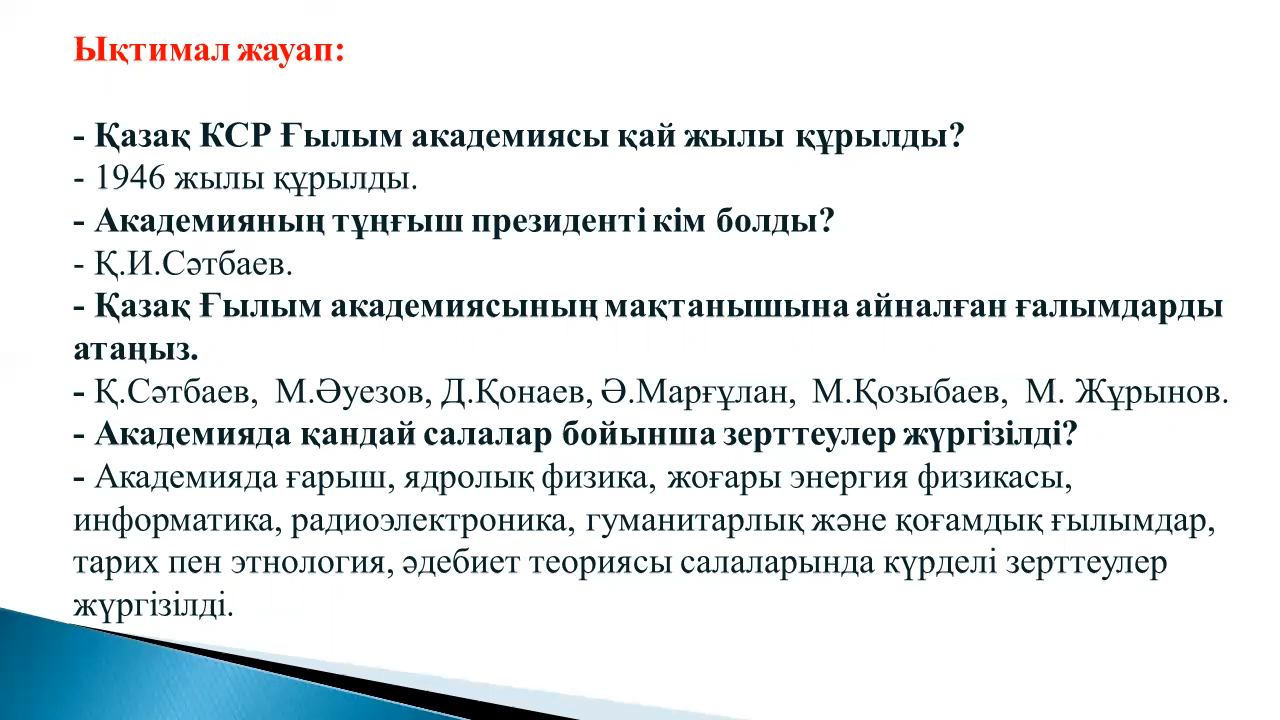 Ықтимал жауап:
- Қазақ КСР Ғылым академиясы қай жылы құрылды?
- 1946 жылы құрылды.
- Академияның тұңғыш президенті кім болды?
- Қ.И.Сәтбаев.
- Қазақ Ғылым академиясының мақтанышына айналған ғалымдарды
атаңыз.
- Қ.Сәтбаев, М.Әуезов, Д.Қонаев, Ә.Марғұлан, М.Қозыбаев, М. Жұрынов.
- Академияда қандай салалар бойынша зерттеулер жүргізілді?
- Академияда ғарыш, ядролық физика, жоғары энергия физикасы,
информатика, радиоэлектроника, гуманитарлық және қоғамдық ғылымдар,
тарих пен этнология, әдебиет теориясы салаларында күрделі зерттеулер
жүргізілді.